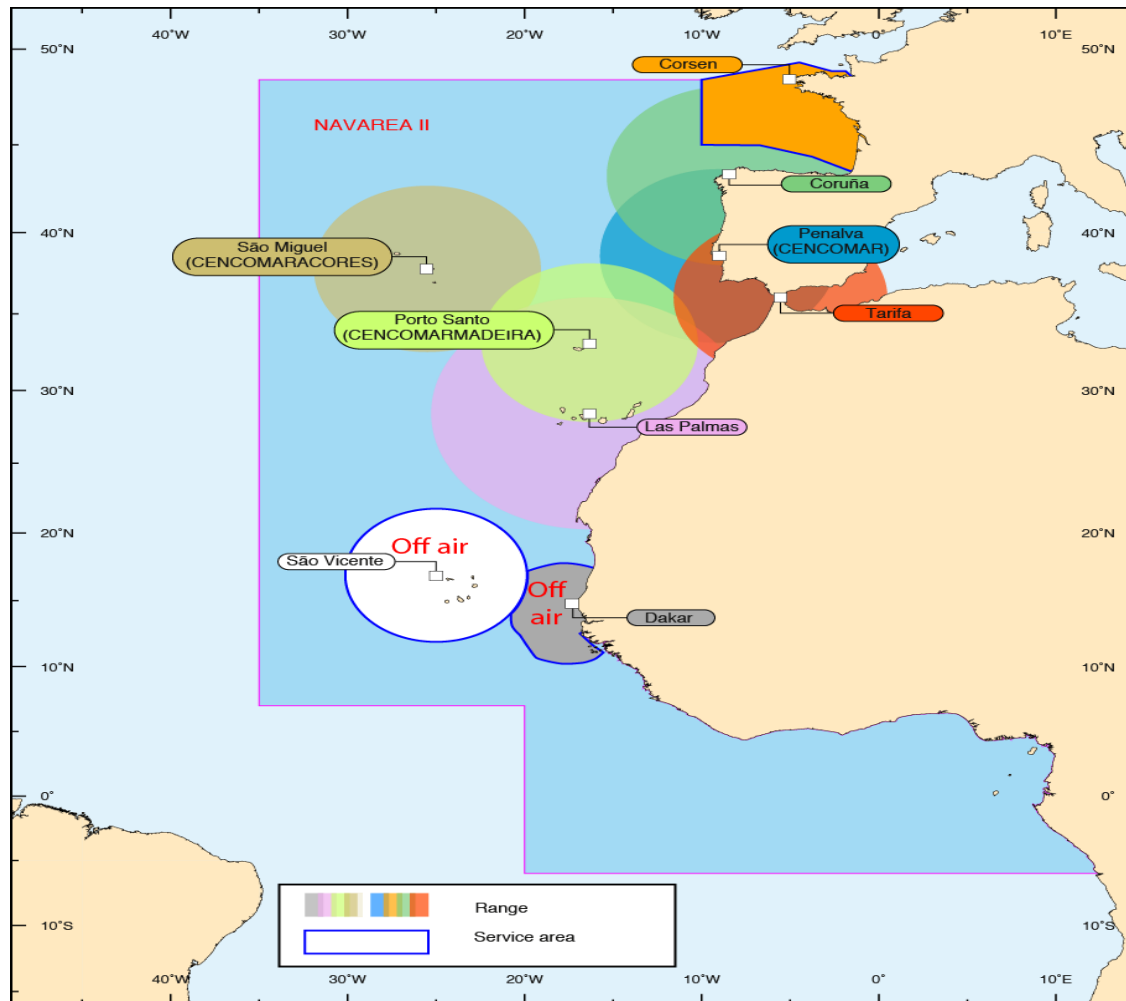 40°W
30°W
20°W
10°W
0°
10°E
50°N
50°N
Corsen
NAVAREA II
Coruña
40°N
São Miguel
(CENCOMARACORES)
Penalva
(CENCOMAR)
40°N
Porto Santo
(CENCOMARMADEIRA)
Tarifa
30°N
30°N
Las Palmas
20°N
20°N
Off air
São Vicente
Off
air
Dakar
10°N
10°N
0°
0°
Range
Service area
10°S
10°S
40°W
30°W
20°W
10°W
0°
10°E